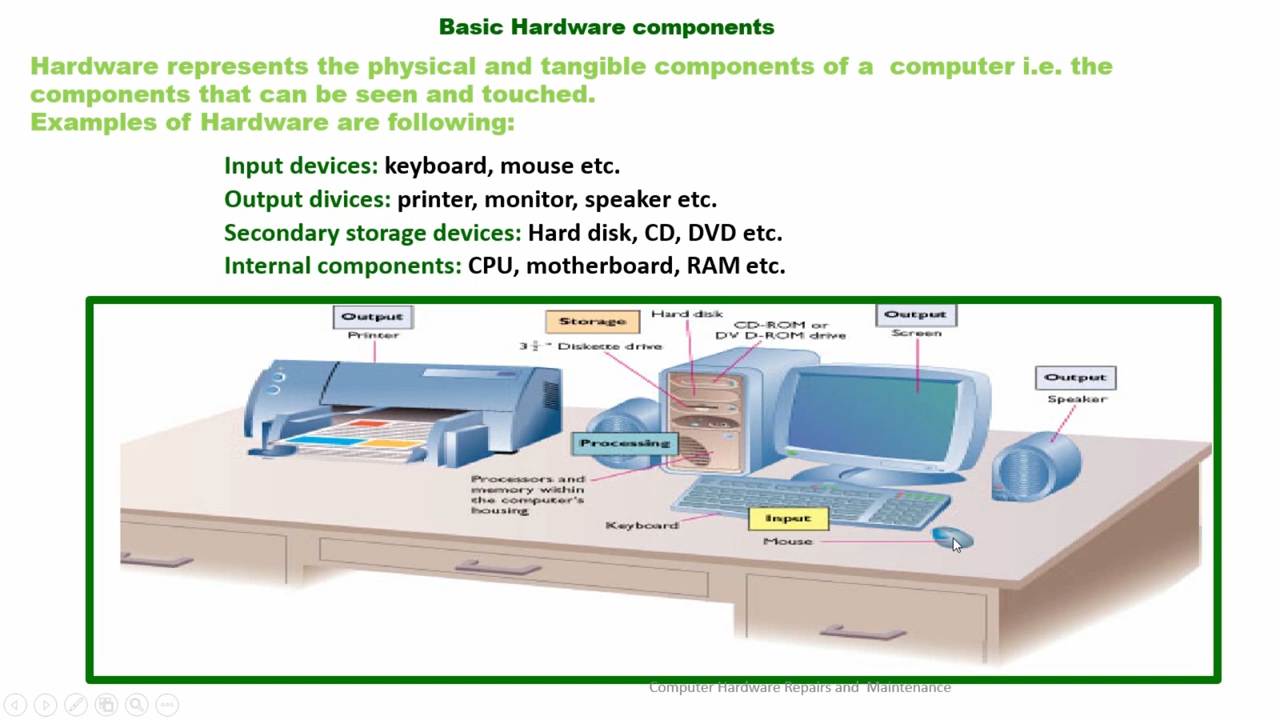 Basic Hardware components
Hardware represents the physical and tangible components of a computer i.e. the
components that can be seen and touched.
Examples of Hardware are following:
Input devices: keyboard, mouse etc.
Output divices: printer, monitor, speaker etc.
Secondary storage devices: Hard disk, CD, DVD etc.
Internal components: CPU, motherboard, RAM etc.
Output
Printer
Storage
Hard disk
3½" Diskette drive
CD-ROM or
DV D-ROM drive
Output
Screen
Output
Speaker
Processing
Processors and
memory within
the computer's
housing
Keyboard
Input
Mouse
Computer Hardware Repairs and Maintenance